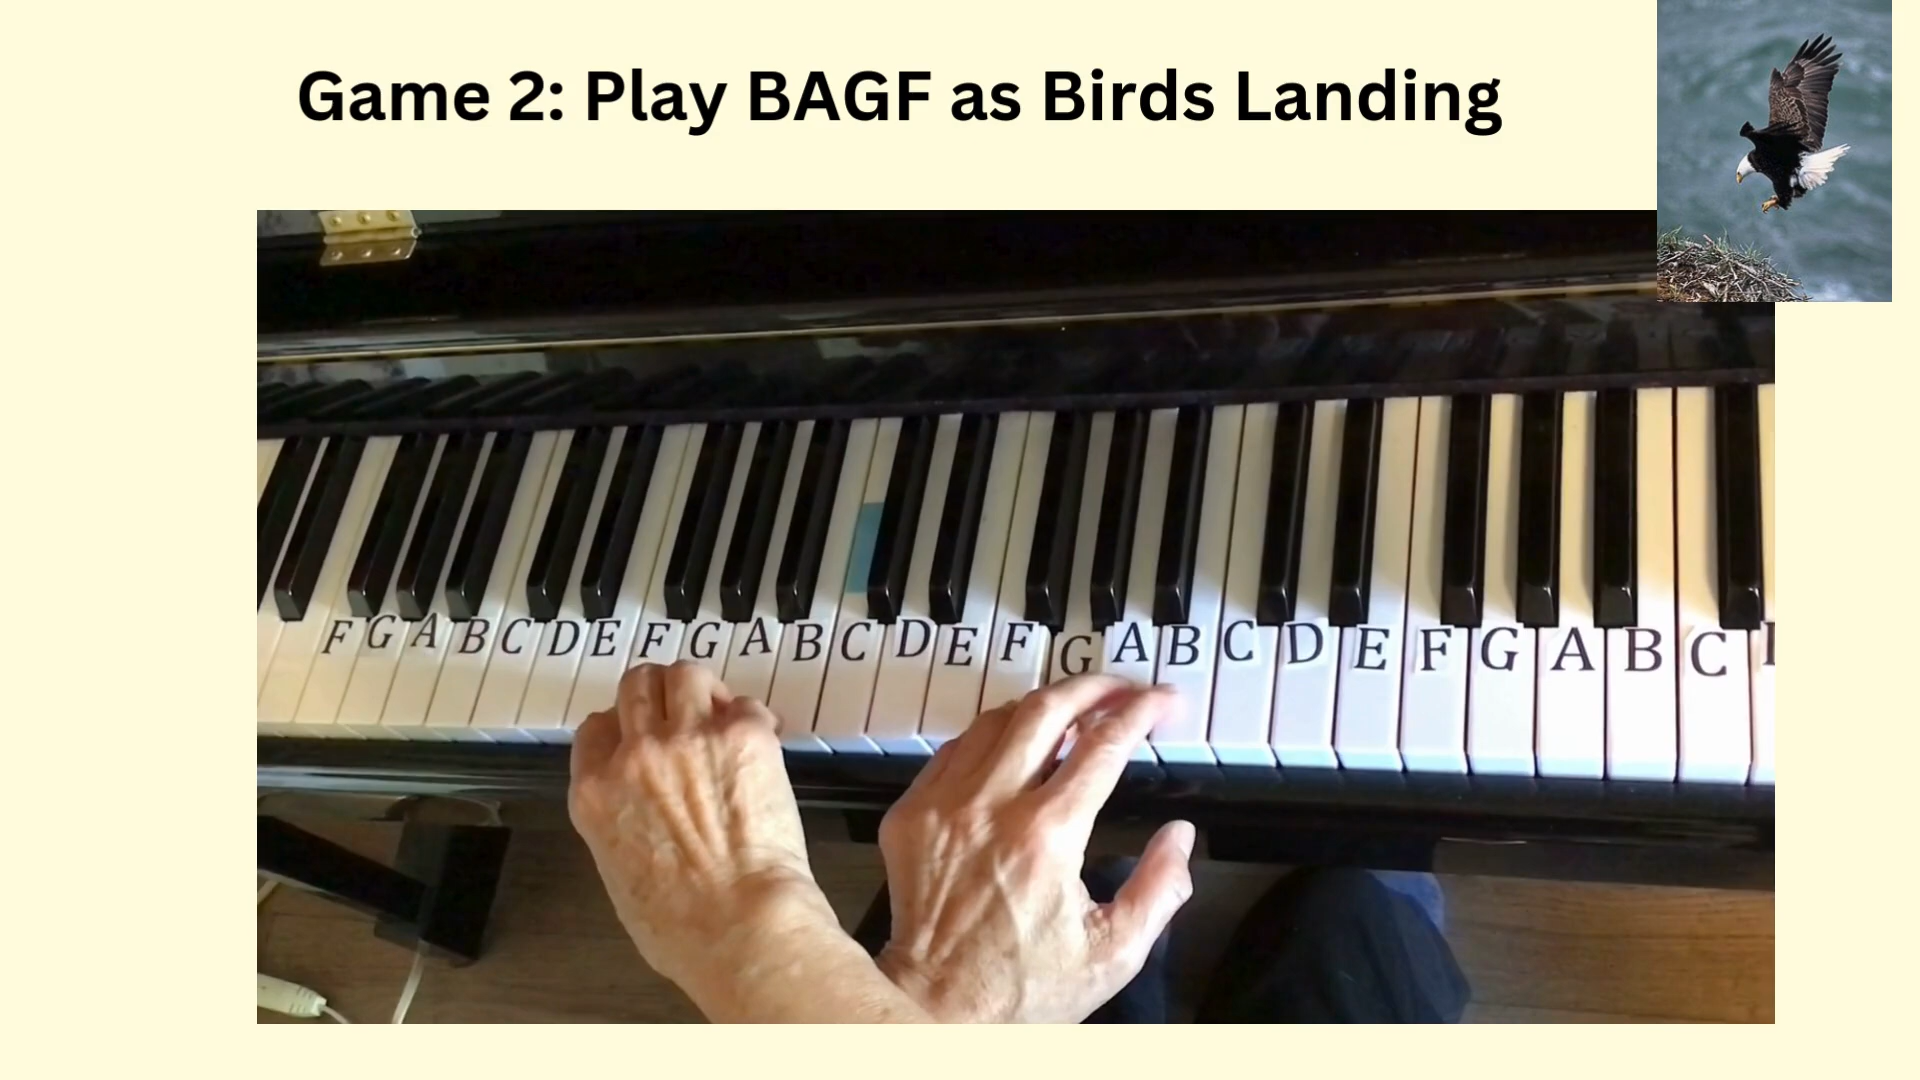 Game 2: Play BAGF as Birds Landing
F G A B C D E F G A B C D E F G A B C D E F G A B C